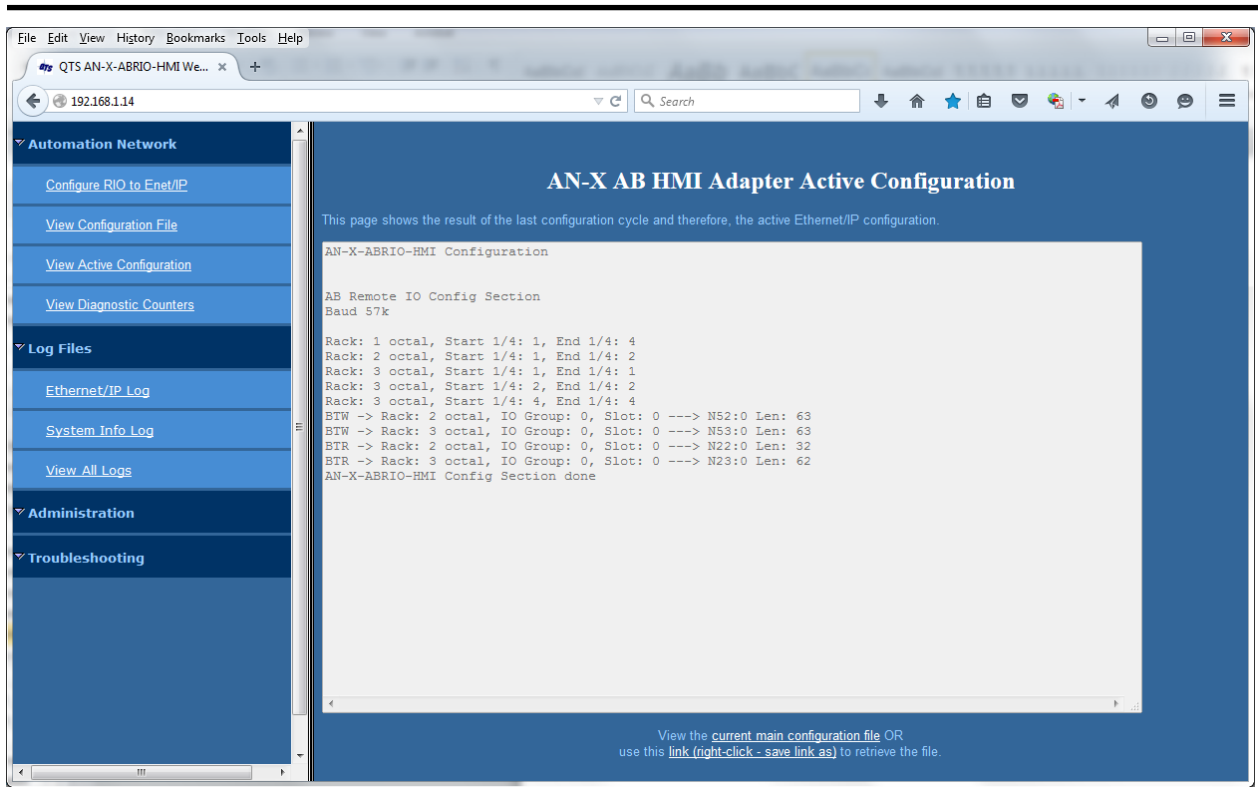 File Edit View History Bookmarks Tools Help
QTS AN-X-ABRIO-HMI We... × +
192.168.1.14
Search
Automation Network
Configure RIO to Enet/IP
View Configuration File
View Active Configuration
View Diagnostic Counters
Log Files
Ethernet/IP Log
System Info Log
View All Logs
Administration
Troubleshooting
AN-X AB HMI Adapter Active Configuration
This page shows the result of the last configuration cycle and therefore, the active Ethernet/IP configuration.
AN-X-ABRIO-HMI Configuration
AB Remote IO Config Section
Baud 57k
Rack: 1 octal, Start 1/4: 1, End 1/4: 4
Rack: 2 octal, Start 1/4: 1, End 1/4: 2
Rack: 3 octal, Start 1/4: 1, End 1/4: 1
Rack: 3 octal, Start 1/4: 2, End 1/4: 2
Rack: 3 octal, Start 1/4: 4, End 1/4: 4
BTW -> Rack: 2 octal, IO Group: 0, Slot: 0 ---> N52:0 Len: 63
BTW -> Rack: 3 octal, IO Group: 0, Slot: 0 ---> N53:0 Len: 63
BTR -> Rack: 2 octal, IO Group: 0, Slot: 0 ---> N22:0 Len: 32
BTR -> Rack: 3 octal, IO Group: 0, Slot: 0 ---> N23:0 Len: 62
AN-X-ABRIO-HMI Config Section done
View the current main configuration file OR
use this link (right-click - save link as) to retrieve the file.